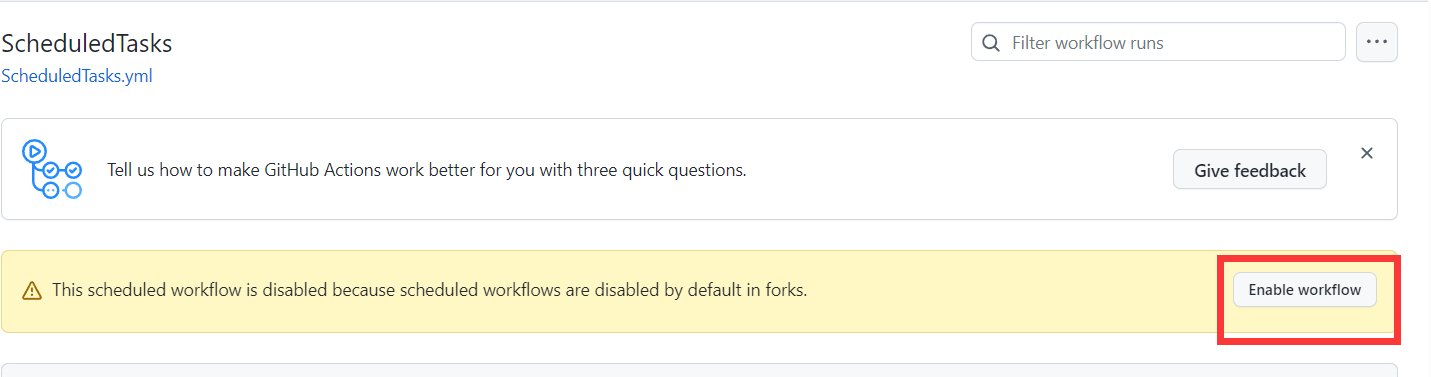 ScheduledTasks
Filter workflow runs
ScheduledTasks.yml
Tell us how to make GitHub Actions work better for you with three quick questions.
Give feedback
This scheduled workflow is disabled because scheduled workflows are disabled by default in forks.
Enable workflow